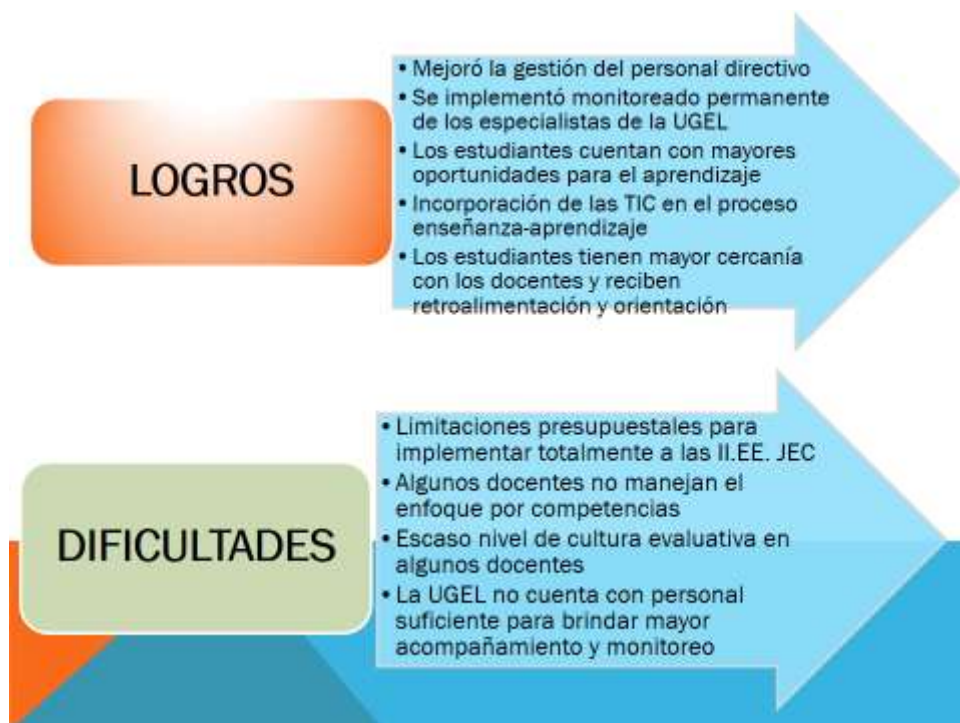 LOGROS
• Mejoró la gestión del personal directivo
• Se implementó monitoreado permanente
de los especialistas de la UGEL
• Los estudiantes cuentan con mayores
oportunidades para el aprendizaje
• Incorporación de las TIC en el proceso
enseñanza-aprendizaje
• Los estudiantes tienen mayor cercanía
con los docentes y reciben
retroalimentación y orientación
DIFICULTADES
• Limitaciones presupuestales para
implementar totalmente a las II.EE. JEC
• Algunos docentes no manejan el
enfoque por competencias
• Escaso nivel de cultura evaluativa en
algunos docentes
• La UGEL no cuenta con personal
suficiente para brindar mayor
acompañamiento y monitoreo